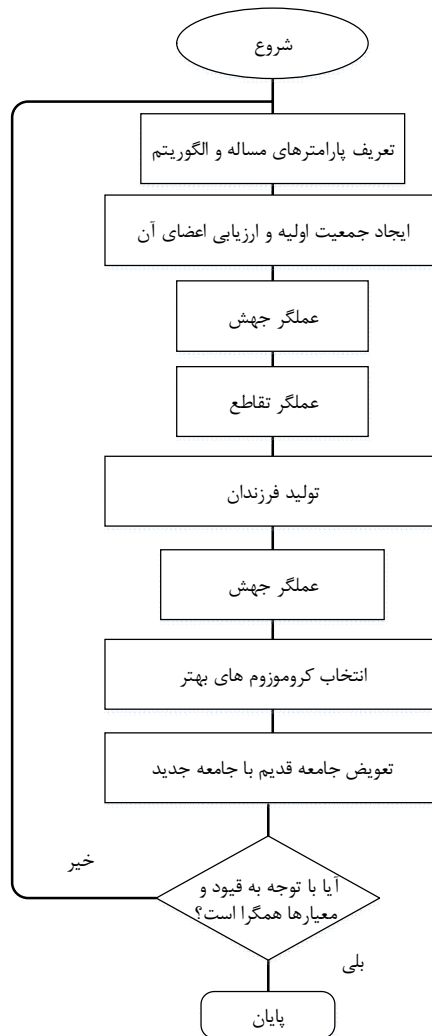 شروع
تعریف پارامترهای مساله و الگوریتم
ایجاد جمعیت اولیه و ارزیابی اعضای آن
عملگر جهش
عملگر تقاطع
تولید فرزندان
عملگر جهش
انتخاب کروموزوم های بهتر
تعویض جامعه قدیم با جامعه جدید
خیر
آیا با توجه به قیود و
معیارها همگرا است؟
بلی
پایان